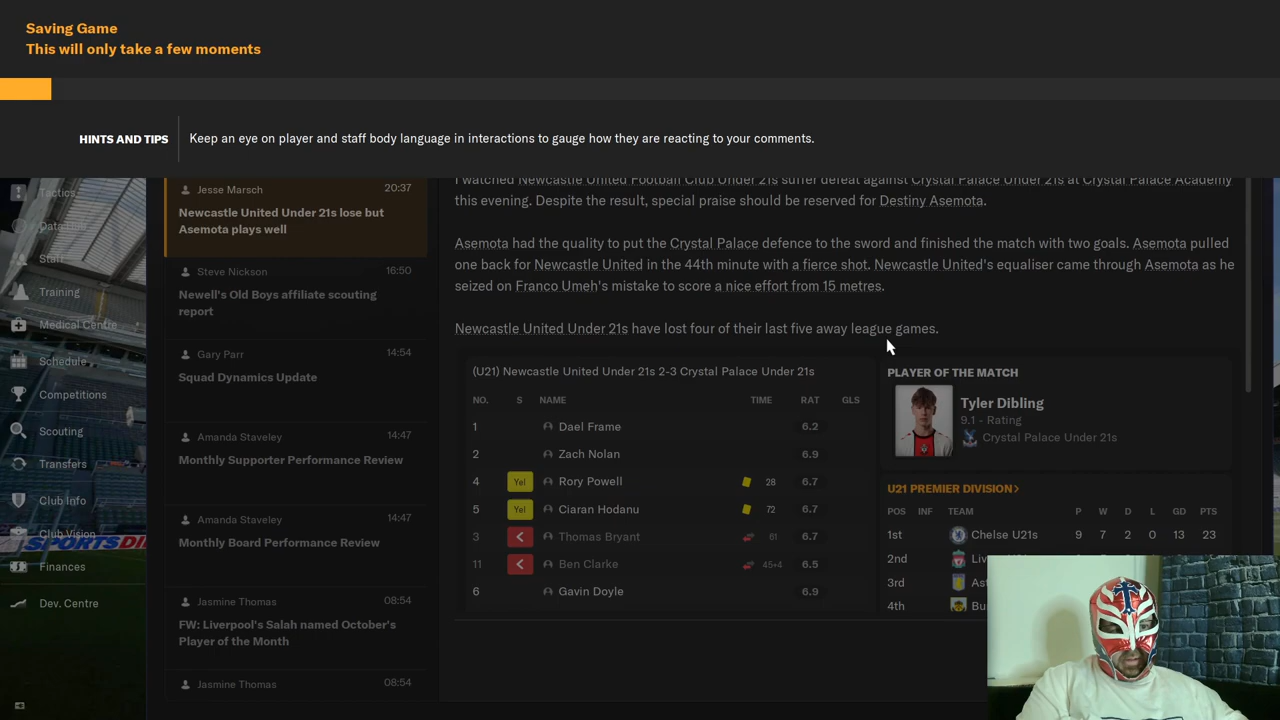 Saving Game
This will only take a few moments
HINTS AND TIPS
Keep an eye on player and staff body language in interactions to gauge how they are reacting to your comments.
Tactics
Data Hub
Staff
Training
Medical Centre
Schedule
Competitions
Scouting
Transfers
Club Info
Club Vision
Finances
Dev. Centre
SPORTS DI
Jesse Marsch 20:37
Newcastle United Under 21s lose but
Asemota plays well
Steve Nickson 16:50
Newell's Old Boys affiliate scouting
report
Gary Parr 14:54
Squad Dynamics Update
Amanda Staveley 14:47
Monthly Supporter Performance Review
Amanda Staveley 14:47
Monthly Board Performance Review
Jasmine Thomas 08:54
FW: Liverpool's Salah named October's
Player of the Month
Jasmine Thomas 08:54
I watched Newcastle United Football Club Under 21s suffer defeat against Crystal Palace Under 21s at Crystal Palace Academy
this evening. Despite the result, special praise should be reserved for Destiny Asemota.
Asemota had the quality to put the Crystal Palace defence to the sword and finished the match with two goals. Asemota pulled
one back for Newcastle United in the 44th minute with a fierce shot. Newcastle United's equaliser came through Asemota as he
seized on Franco Umeh's mistake to score a nice effort from 15 metres.
Newcastle United Under 21s have lost four of their last five away league games.
(U21) Newcastle United Under 21s 2-3 Crystal Palace Under 21s
NO. S NAME TIME RAT GLS
1 Dael Frame 6.2
2 Zach Nolan 6.9
4 Yel Rory Powell 28 6.7
5 Yel Ciaran Hodanu 72 6.7
3 Thomas Bryant 61 6.7
11 Ben Clarke 45+4 6.5
6 Gavin Doyle 6.9
PLAYER OF THE MATCH
Tyler Dibling
9.1 - Rating
Crystal Palace Under 21s
U21 PREMIER DIVISION>
POS INF TEAM P W D L GD PTS
1st Chelse U21s 9 7 2 0 13 23
2nd Liv
3rd Ast
4th Bu